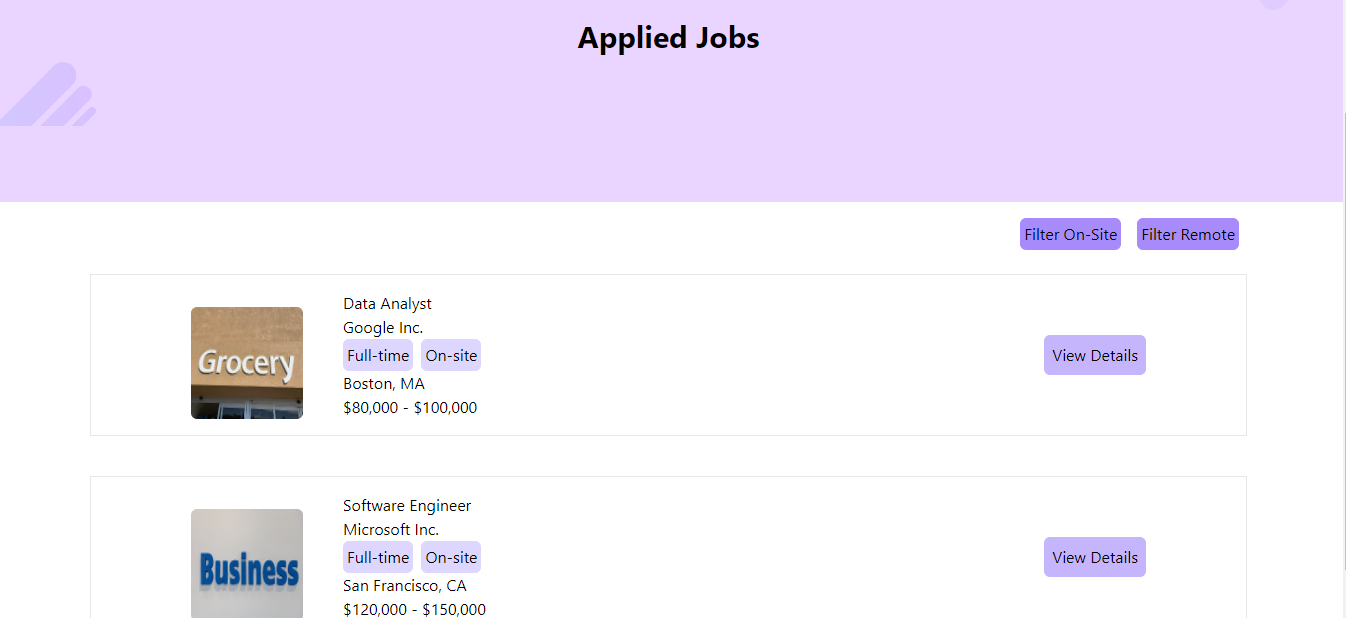 Applied Jobs
Filter On-Site
Filter Remote
Data Analyst
Google Inc.
Full-time
On-site
Boston, MA
$80,000 - $100,000
Grocery
View Details
Software Engineer
Microsoft Inc.
Full-time
On-site
San Francisco, CA
$120,000 - $150,000
Business
View Details